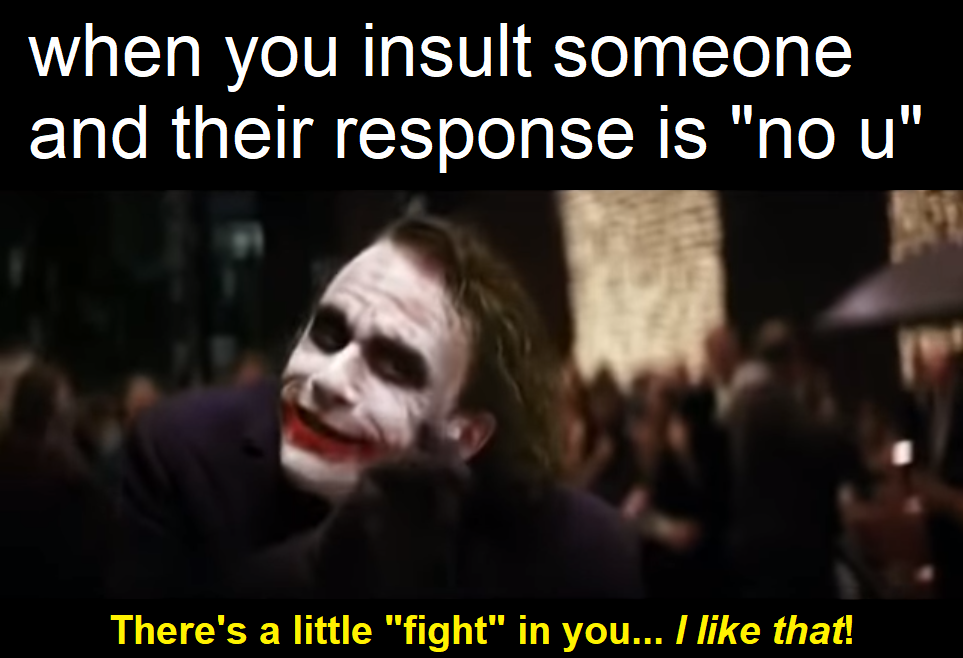 when you insult someone
and their response is "no u"
There's a little "fight" in you... I like that!